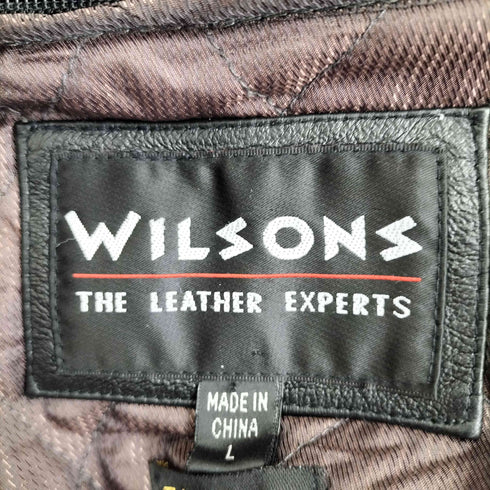 WILSONS
THE LEATHER EXPERTS
MADE IN
CHINA
L